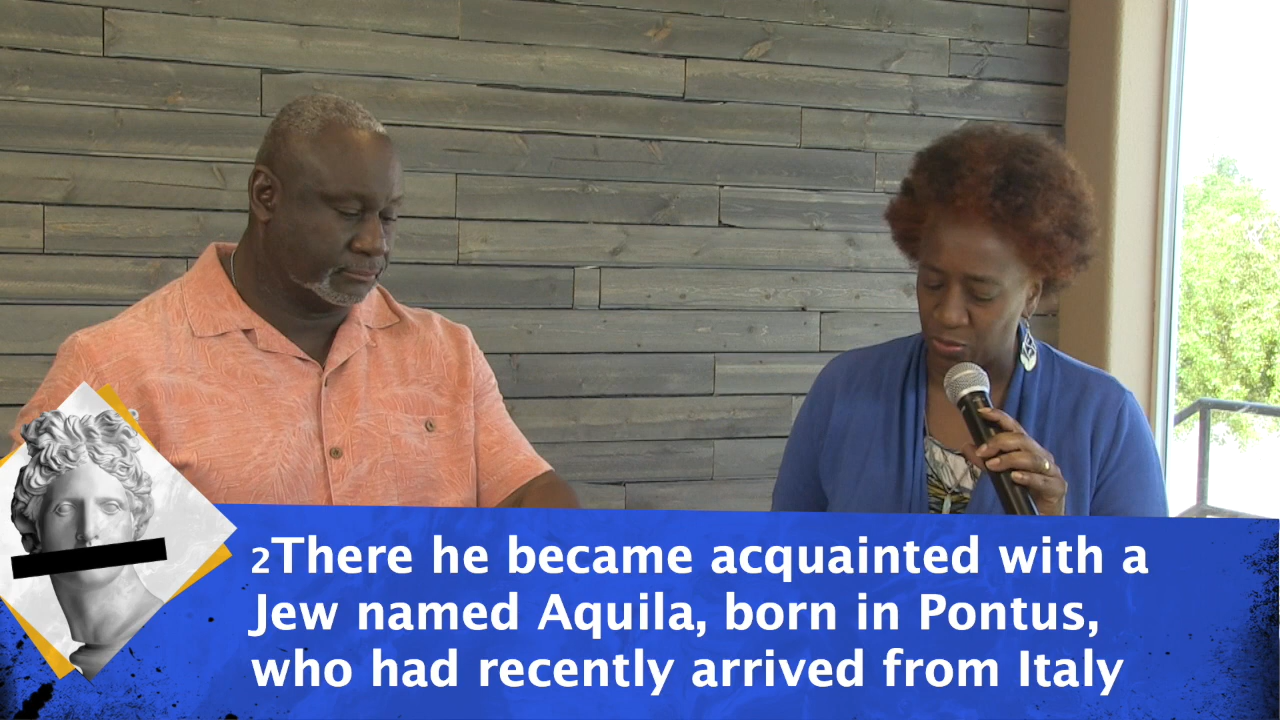 2There he became acquainted with a
Jew named Aquila, born in Pontus,
who had recently arrived from Italy